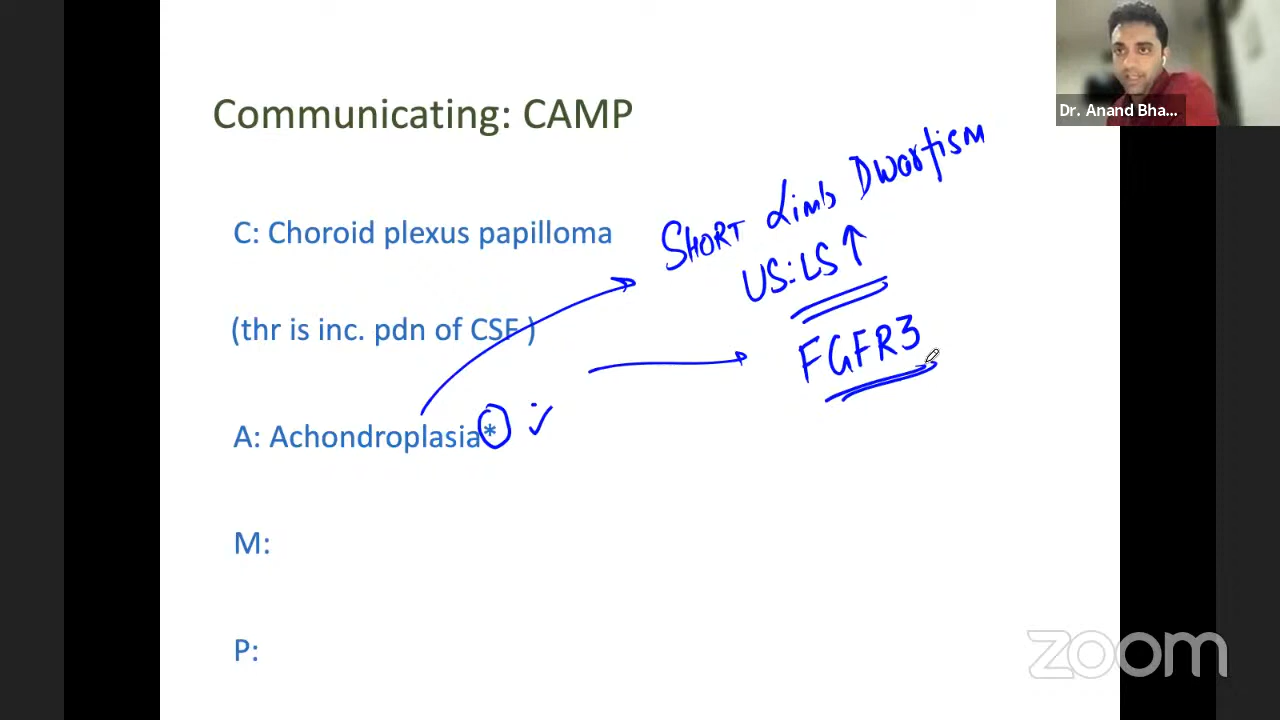 Dr. Anand Bha...
Communicating: CAMP
SHORT Limb Dwarfism
C: Choroid plexus papilloma
US:LS↑
(thr is inc. pdn of CSF )
FGFR3
A: Achondroplasia*
M:
P:
zoom